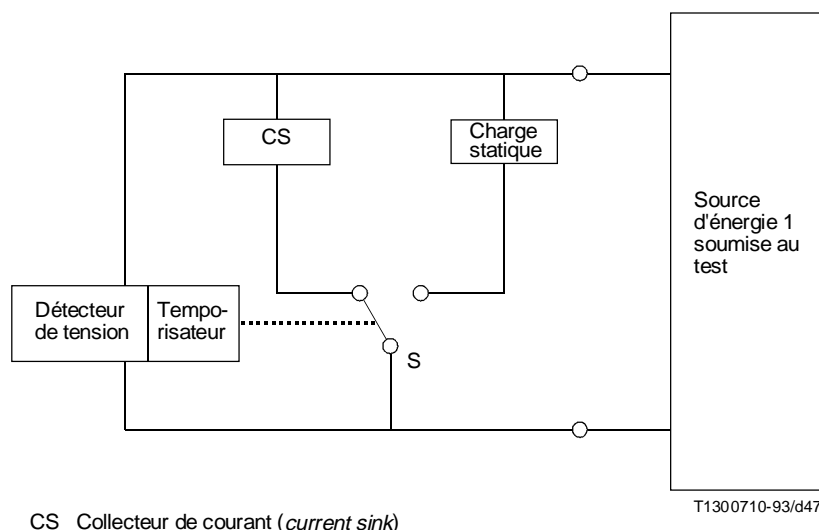 CS
Charge
statique
Source
d'énergie 1
soumise au
test
Détecteur
de tension
Tempo-
risateur
S
T1300710-93/d47
CS Collecteur de courant (current sink)